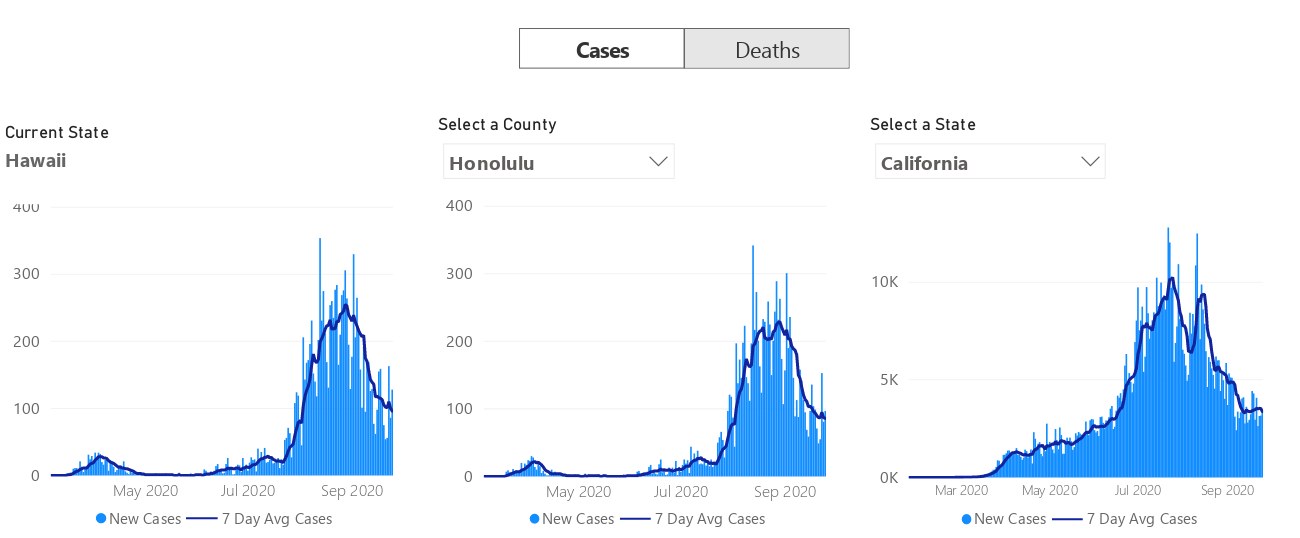 Cases Deaths
Current State
Hawaii
Select a County
Honolulu
Select a State
California
400
300
200
100
0
May 2020 Jul 2020 Sep 2020
New Cases 7 Day Avg Cases
400
300
200
100
0
May 2020 Jul 2020 Sep 2020
New Cases 7 Day Avg Cases
10K
5K
0K
Mar 2020 May 2020 Jul 2020 Sep 2020
New Cases 7 Day Avg Cases